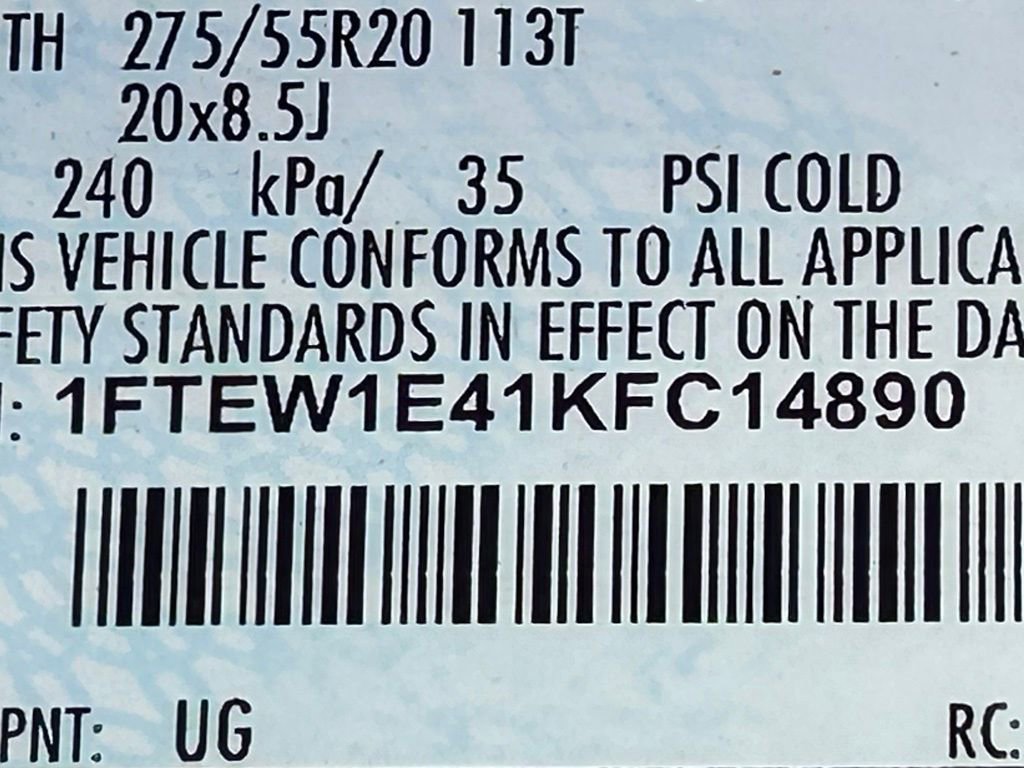 TH 275/55R20 113T
20x8.5J
240 kPa/ 35 PSI COLD
IS VEHICLE CONFORMS TO ALL APPLICA
FETY STANDARDS IN EFFECT ON THE DA
: 1FTEW1E41KFC14890
PNT: UG RC: